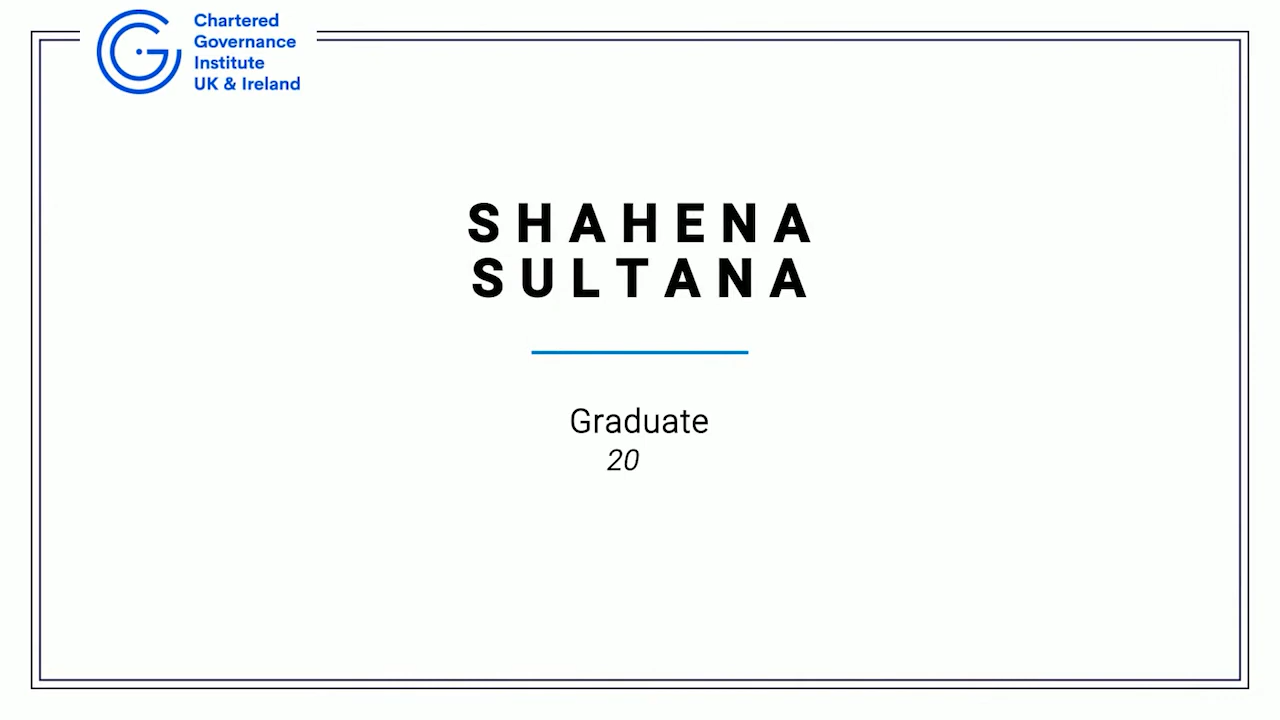 Chartered
Governance
Institute
UK & Ireland
SHAHENA
SULTANA
Graduate
20